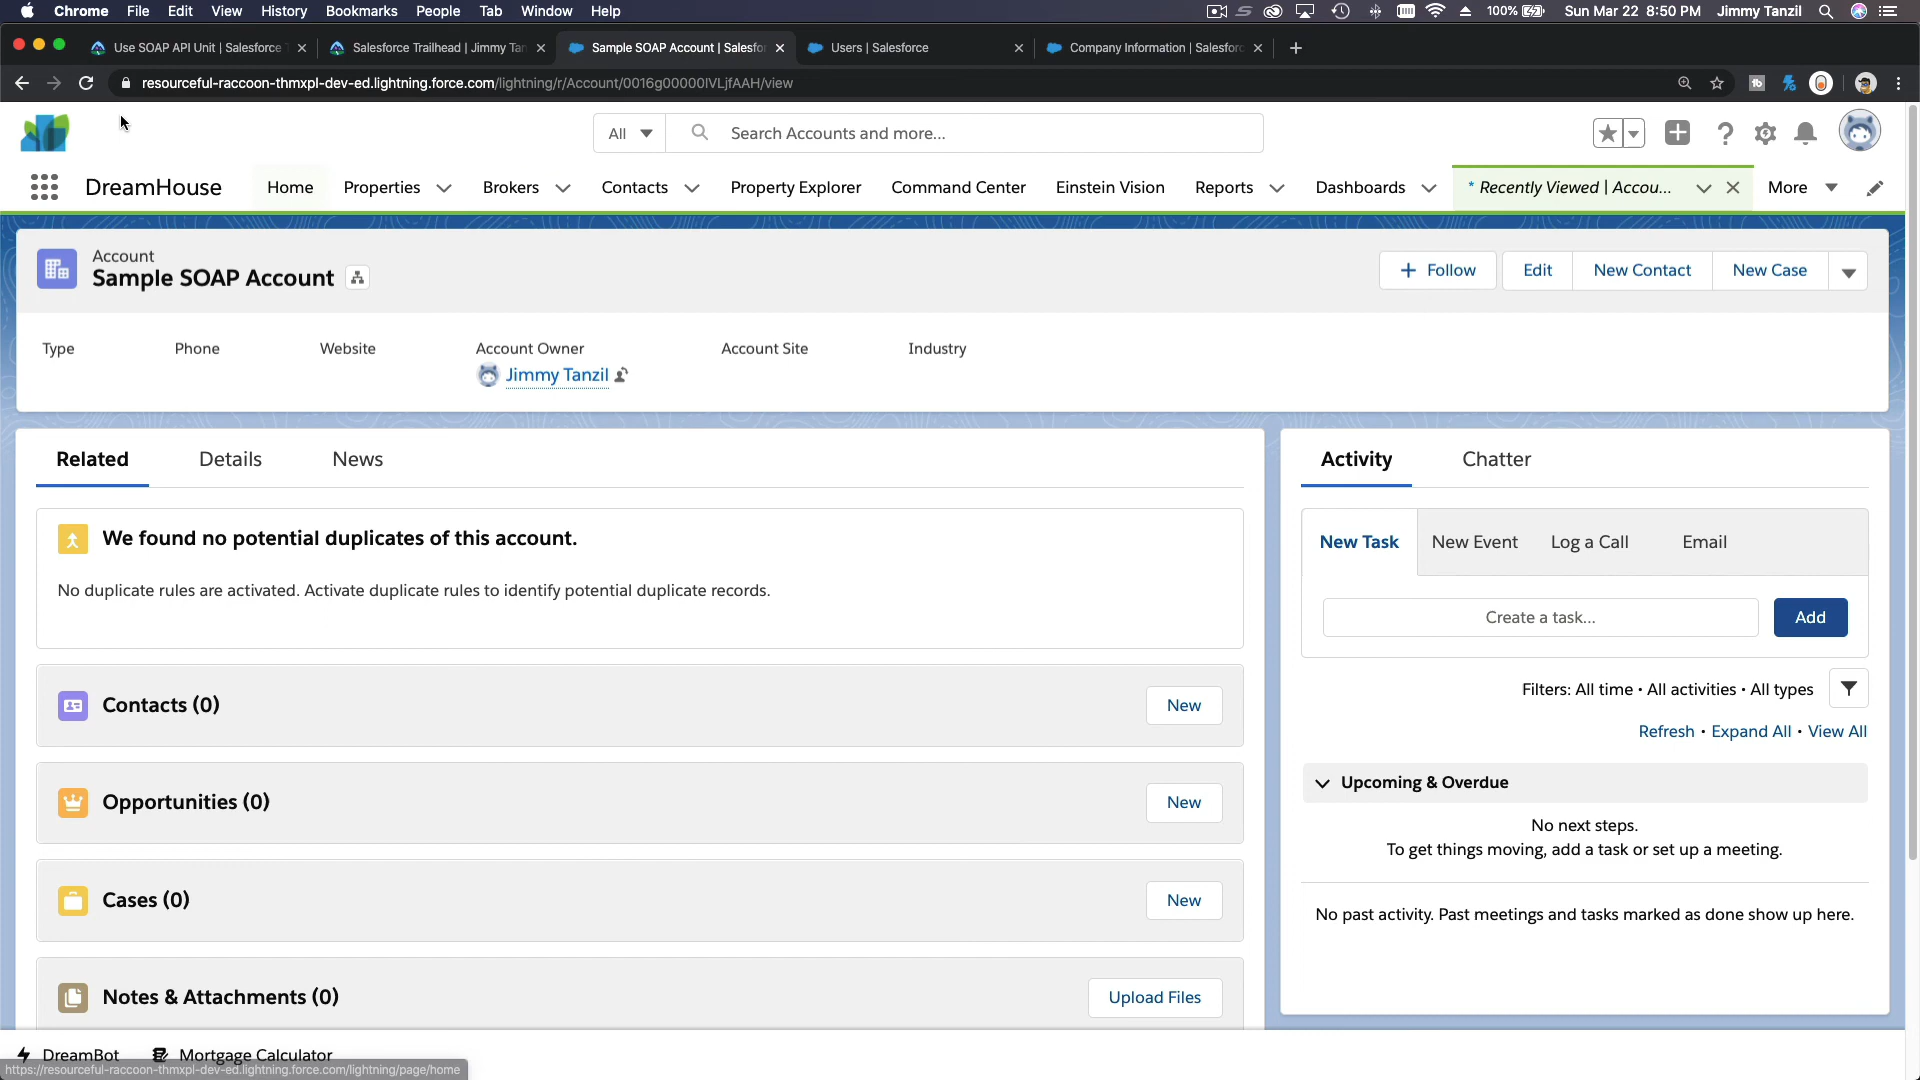 Chrome File Edit View History Bookmarks People Tab Window Help 100% Sun Mar 22 8:50 PM Jimmy Tanzil
Use SOAP API Unit | Salesforce Salesforce Trailhead | Jimmy Tan Sample SOAP Account | Salesfor Users | Salesforce Company Information | Salesforc
resourceful-raccoon-thmxpl-dev-ed.lightning.force.com/lightning/r/Account/0016g00000IVLjfAAH/view
All Search Accounts and more...
DreamHouse Home Properties Brokers Contacts Property Explorer Command Center Einstein Vision Reports Dashboards * Recently Viewed | Accou... More
Account
Sample SOAP Account
+ Follow Edit New Contact New Case
Type Phone Website Account Owner Account Site Industry
Jimmy Tanzil
Related Details News
We found no potential duplicates of this account.
No duplicate rules are activated. Activate duplicate rules to identify potential duplicate records.
Contacts (0) New
Opportunities (0) New
Cases (0) New
Notes & Attachments (0) Upload Files
Activity Chatter
New Task New Event Log a Call Email
Create a task... Add
Filters: All time • All activities • All types
Refresh • Expand All • View All
Upcoming & Overdue
No next steps.
To get things moving, add a task or set up a meeting.
No past activity. Past meetings and tasks marked as done show up here.
DreamBot Mortgage Calculator
https://resourceful-raccoon-thmxpl-dev-ed.lightning.force.com/lightning/page/home